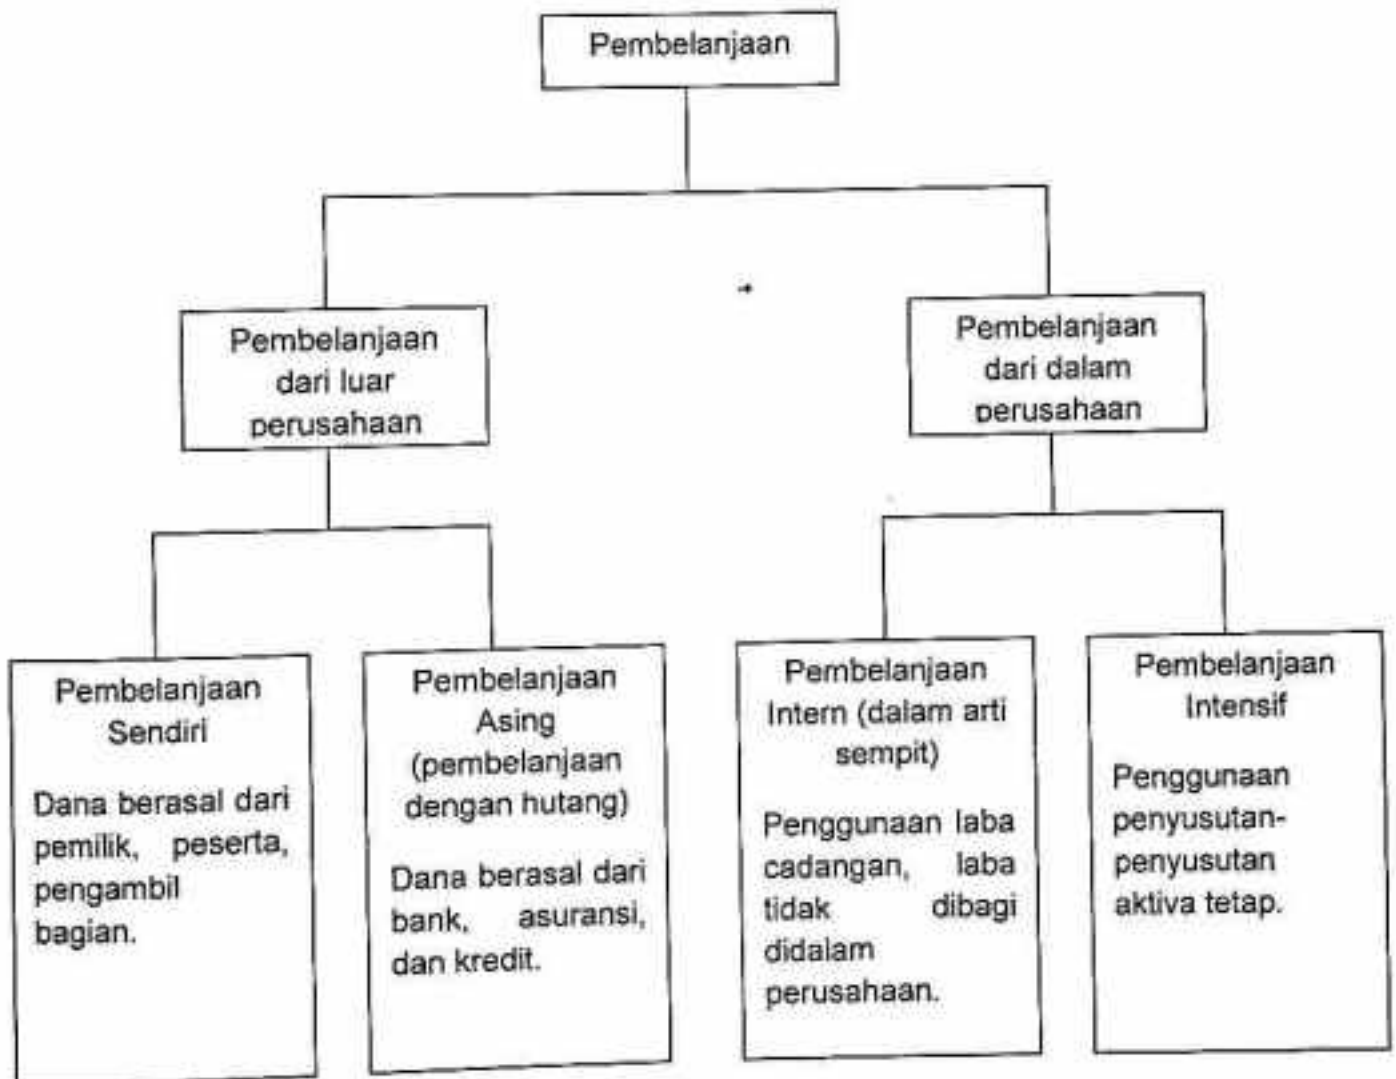 Pembelanjaan
Pembelanjaan
dari luar
perusahaan
Pembelanjaan
dari dalam
perusahaan
Pembelanjaan
Sendiri
Dana berasal dari
pemilik, peserta,
pengambil
bagian.
Pembelanjaan
Asing
(pembelanjaan
dengan hutang)
Dana berasal dari
bank, asuransi,
dan kredit.
Pembelanjaan
Intern (dalam arti
sempit)
Penggunaan laba
cadangan, laba
tidak dibagi
didalam
perusahaan.
Pembelanjaan
Intensif
Penggunaan
penyusutan-
penyusutan
aktiva tetap.